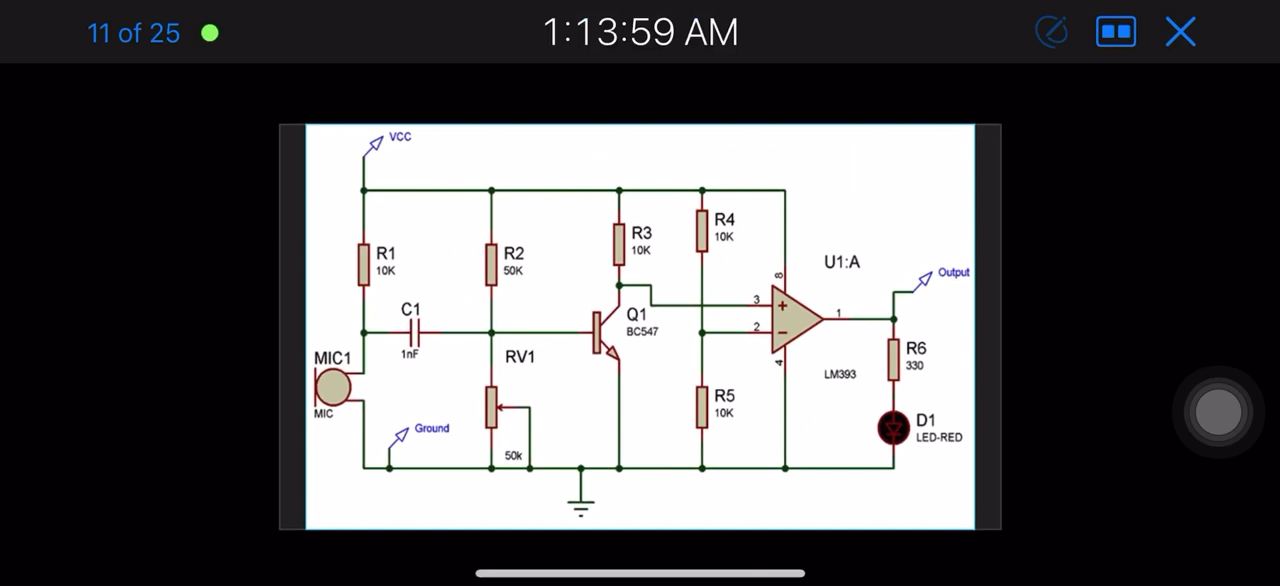 11 of 25
1:13:59 AM
VCC
R1
10K
R2
50K
R3
10K
R4
10K
U1:A
8
Output
C1
1nF
Q1
BC547
3
2
1
4
LM393
MIC1
MIC
RV1
50k
Ground
R5
10K
R6
330
D1
LED-RED